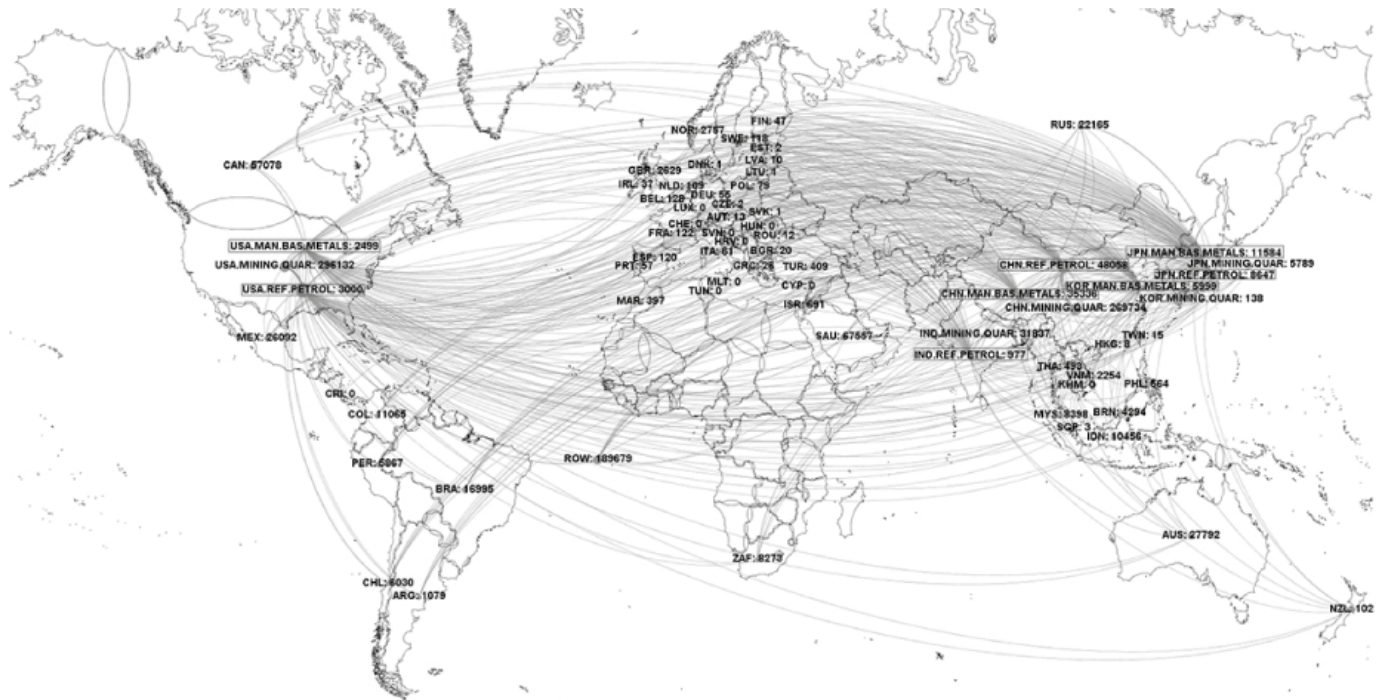 FIN: 47
RUS: 22165
NOR: 2787
SWE: 118
EST: 2
LVA: 10
DNK: 1
CAN: 57078
GBR: 2629
LTU: 1
IRL: 37
NLD: 109
POL: 79
DEU: 55
BEL: 128
CZE: 2
LUX: 0
SVK: 1
AUT: 13
CHE: 0
HUN: 0
FRA: 122
SVN: 0
ROU: 12
HRV: 0
USA.MAN.BAS.METALS: 2499
ITA: 61
BGR: 20
JPN.MAN.BAS.METALS: 11584
ESP: 120
USA.MINING.QUAR: 296132
PRT: 57
GRC: 26
TUR: 409
CHN.REF.PETROL: 48058
JPN.MINING.QUAR: 5789
JPN.REF.PETROL: 8647
MLT: 0
CYP: 0
KOR.MAN.BAS.METALS: 5999
USA.REF.PETROL: 3000
TUN: 0
CHN.MAN.BAS.METALS: 35336
KOR.MINING.QUAR: 138
MAR: 397
ISR: 691
CHN.MINING.QUAR: 269734
MEX: 26092
SAU: 67557
IND.MINING.QUAR: 31837
TWN: 15
HKG: 8
IND.REF.PETROL: 977
THA: 493
VNM: 2254
KHM: 0
PHL: 564
CRI: 0
COL: 11065
MYS: 8398
BRN: 4294
SGP: 3
IDN: 10456
PER: 5867
ROW: 189679
BRA: 16995
AUS: 27792
ZAF: 8273
CHL: 6030
ARG: 1079
NZL: 102